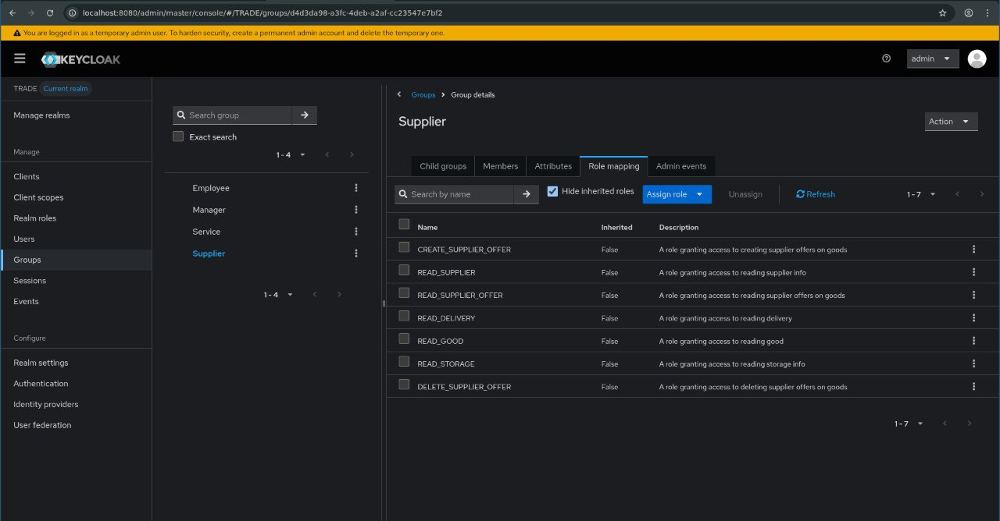 localhost:8080/admin/master/console/#/TRADE/groups/d4d3da98-a3fc-4deb-a2af-cc23547e7bf2
You are logged in as a temporary admin user. To harden security, create a permanent admin account and delete the temporary one.
KEYCLOAK
admin
TRADE Current realm
Manage realms
Manage
Clients
Client scopes
Realm roles
Users
Groups
Sessions
Events
Configure
Realm settings
Authentication
Identity providers
User federation
Search group
Exact search
1 - 4
Employee
Manager
Service
Supplier
1 - 4
Groups Group details
Supplier
Action
Child groups Members Attributes Role mapping Admin events
Search by name Hide inherited roles Assign role Unassign Refresh 1 - 7
Name Inherited Description
CREATE_SUPPLIER_OFFER False A role granting access to creating supplier offers on goods
READ_SUPPLIER False A role granting access to reading supplier info
READ_SUPPLIER_OFFER False A role granting access to reading supplier offers on goods
READ_DELIVERY False A role granting access to reading delivery
READ_GOOD False A role granting access to reading good
READ_STORAGE False A role granting access to reading storage info
DELETE_SUPPLIER_OFFER False A role granting access to deleting supplier offers on goods
1 - 7